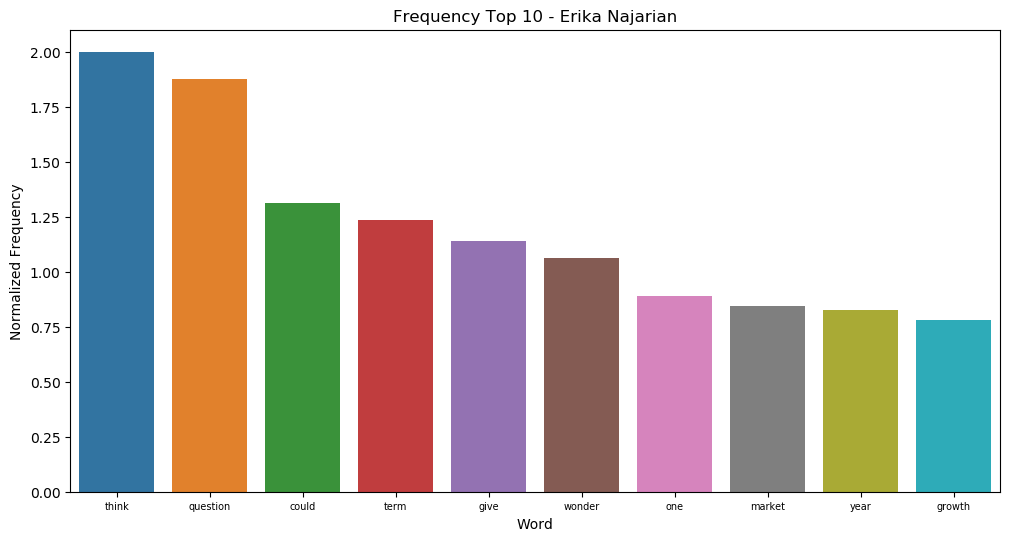 Frequency Top 10 - Erika Najarian
Normalized Frequency
2.00
1.75
1.50
1.25
1.00
0.75
0.50
0.25
0.00
think question could term give wonder one market year growth
Word